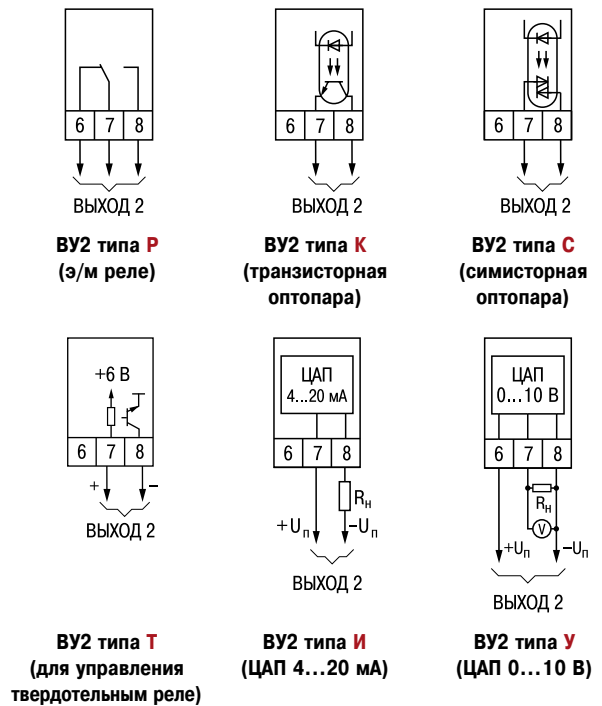 6 7 8
ВЫХОД 2
ВУ2 типа Р
(э/м реле)
6 7 8
ВЫХОД 2
ВУ2 типа К
(транзисторная
оптопара)
6 7 8
ВЫХОД 2
ВУ2 типа С
(симисторная
оптопара)
+6 В
6 7 8
+ −
ВЫХОД 2
ВУ2 типа Т
(для управления
твердотельным реле)
ЦАП
4...20 мА
6 7 8
Rн
+Uп −Uп
ВЫХОД 2
ВУ2 типа И
(ЦАП 4...20 мА)
ЦАП
0...10 В
6 7 8
Rн
V
+Uп −Uп
ВЫХОД 2
ВУ2 типа У
(ЦАП 0...10 В)